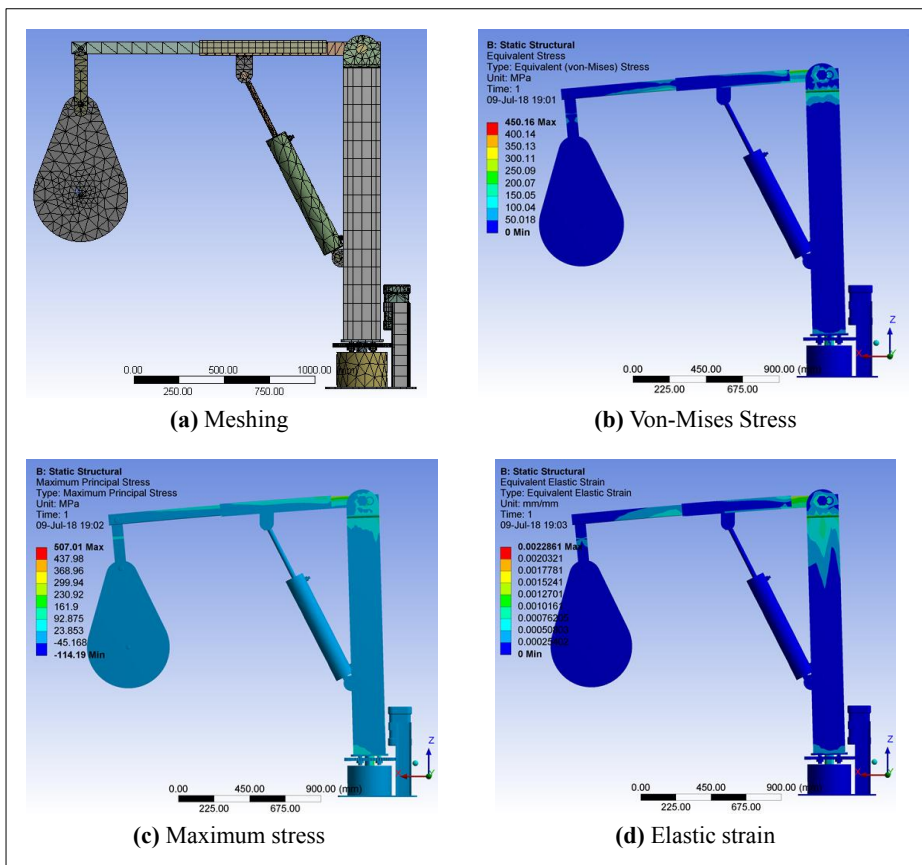 0.00 500.00 1000.00 (mm)
250.00 750.00
(a) Meshing
B: Static Structural
Equivalent Stress
Type: Equivalent (von-Mises) Stress
Unit: MPa
Time: 1
09-Jul-18 19:01
450.16 Max
400.14
350.13
300.11
250.09
200.07
150.05
100.04
50.018
0 Min
Z
X
Y
0.00 450.00 900.00 (mm)
225.00 675.00
(b) Von-Mises Stress
B: Static Structural
Maximum Principal Stress
Type: Maximum Principal Stress
Unit: MPa
Time: 1
09-Jul-18 19:02
507.01 Max
437.98
368.96
299.94
230.92
161.9
92.875
23.853
-45.168
-114.19 Min
Z
X
Y
0.00 450.00 900.00 (mm)
225.00 675.00
(c) Maximum stress
B: Static Structural
Equivalent Elastic Strain
Type: Equivalent Elastic Strain
Unit: mm/mm
Time: 1
09-Jul-18 19:03
0.0022861 Max
0.0020321
0.0017781
0.0015241
0.0012701
0.0010161
0 Min
Z
X
Y
0.00 450.00 900.00 (mm)
225.00 675.00
(d) Elastic strain